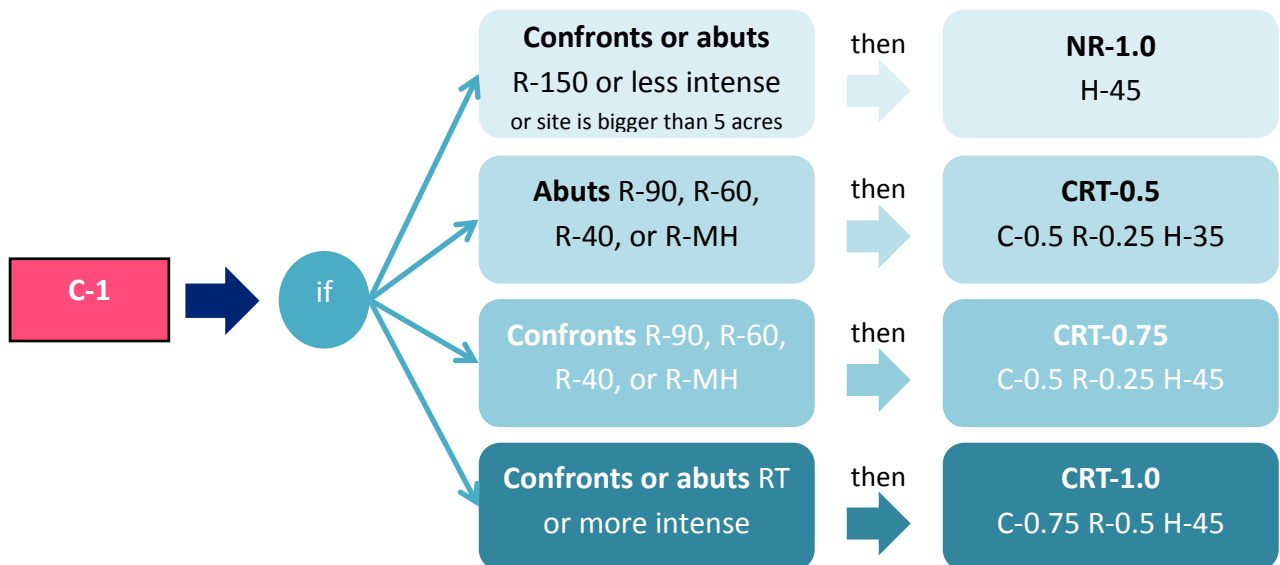 C-1
if
Confronts or abuts
R-150 or less intense
or site is bigger than 5 acres
then
NR-1.0
H-45
Abuts R-90, R-60,
R-40, or R-MH
then
CRT-0.5
C-0.5 R-0.25 H-35
Confronts R-90, R-60,
R-40, or R-MH
then
CRT-0.75
C-0.5 R-0.25 H-45
Confronts or abuts RT
or more intense
then
CRT-1.0
C-0.75 R-0.5 H-45